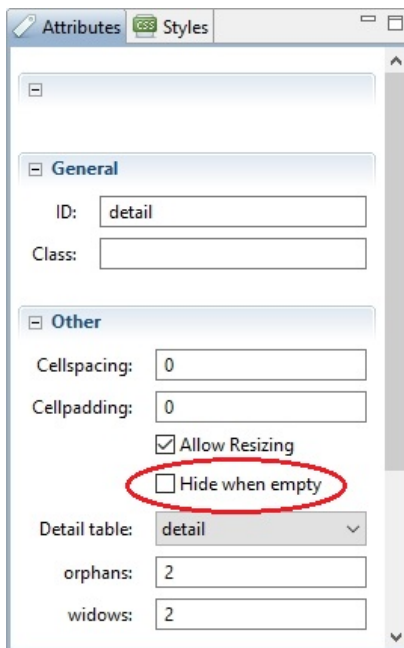 Attributes CSS Styles
General
ID: detail
Class:
Other
Cellspacing: 0
Cellpadding: 0
Allow Resizing
Hide when empty
Detail table: detail
orphans: 2
widows: 2